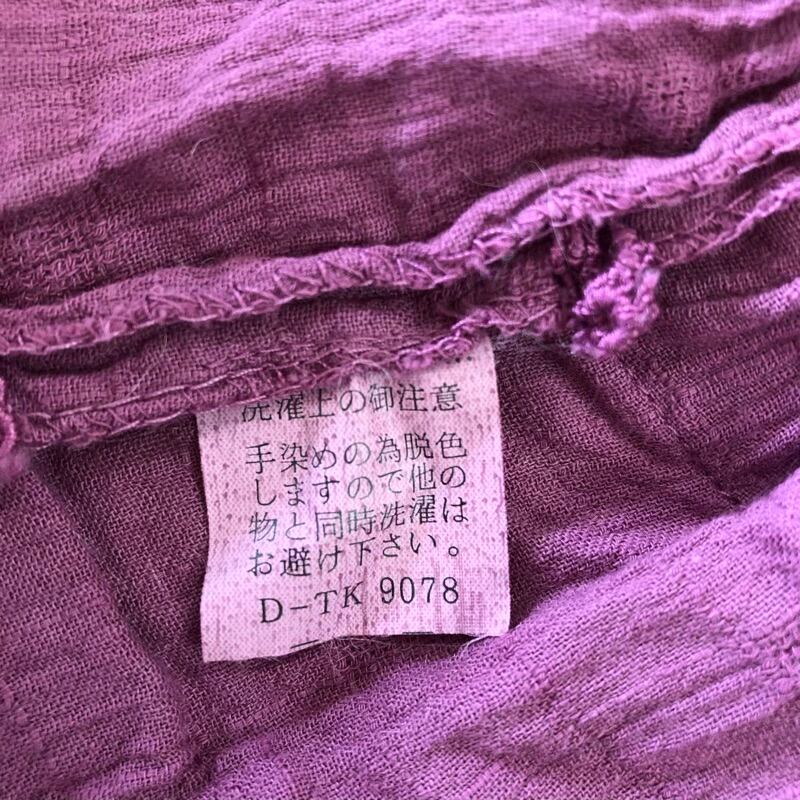 洗濯上の御注意
手染めの為脱色
しますので他の
物と同時洗濯は
お避け下さい。
D-TK 9078